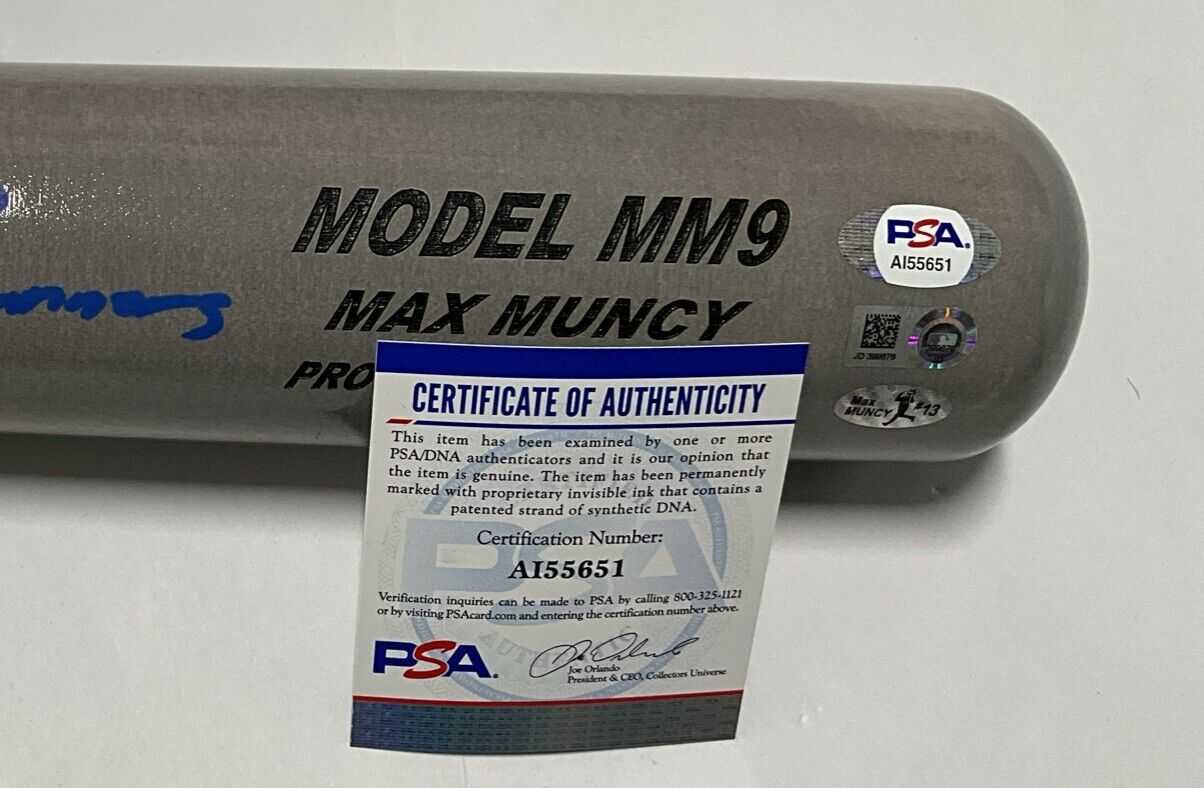 MODEL MM9
MAX MUNCY
PRO
PSA
AI55651
JD 399678
Max
MUNCY #13
CERTIFICATE OF AUTHENTICITY
This item has been examined by one or more
PSA/DNA authenticators and it is our opinion that
the item is genuine. The item has been permanently
marked with proprietary invisible ink that contains a
patented strand of synthetic DNA.
Certification Number:
AI55651
Verification inquiries can be made to PSA by calling 800-325-1121
or by visiting PSAcard.com and entering the certification number above.
PSA
Joe Orlando
President & CEO, Collectors Universe